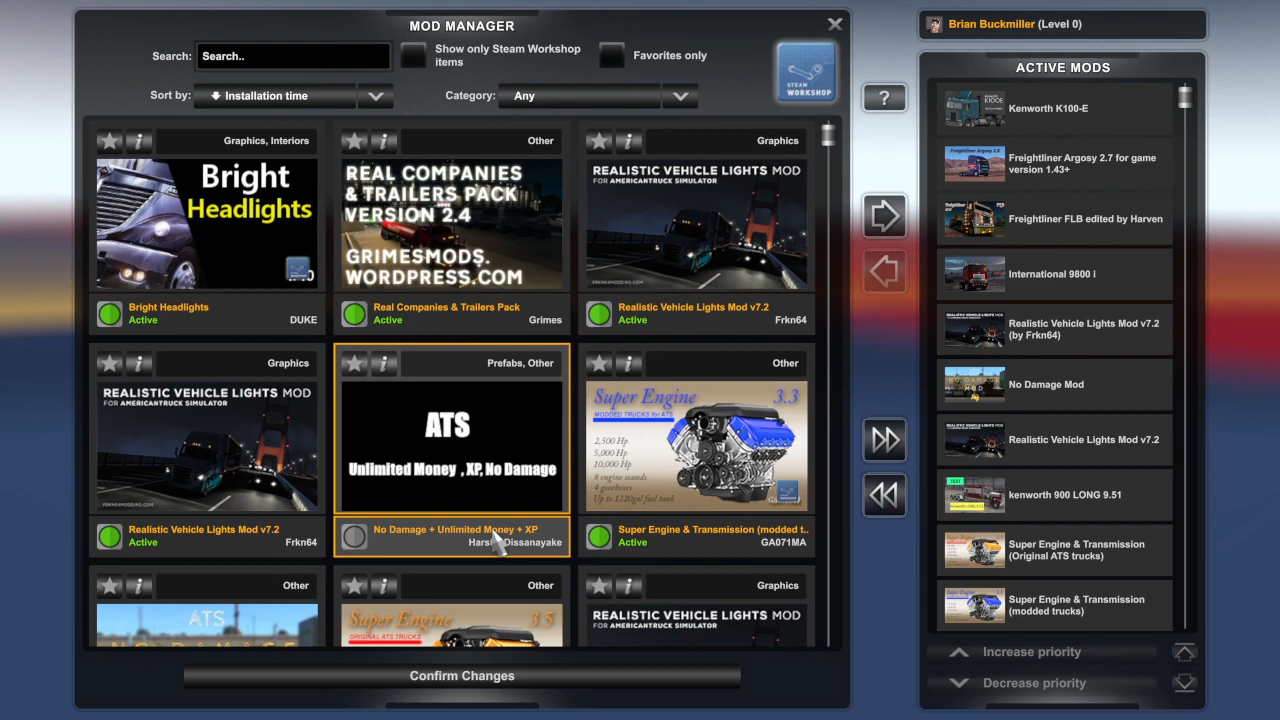 MOD MANAGER
Search:
Search..
Show only Steam Workshop
items
Favorites only
STEAM
WORKSHOP
Sort by:
Installation time
Category:
Any
Graphics, Interiors
Bright
Headlights
Bright Headlights
Active
DUKE
Other
REAL COMPANIES
& TRAILERS PACK
VERSION 2.4
GRIMESMODS.
WORDPRESS.COM
Real Companies & Trailers Pack
Active
Grimes
Graphics
REALISTIC VEHICLE LIGHTS MOD
FOR AMERICANTRUCK SIMULATOR
FRKN64MODDING.COM
Realistic Vehicle Lights Mod v7.2
Active
Frkn64
Graphics
REALISTIC VEHICLE LIGHTS MOD
FOR AMERICANTRUCK SIMULATOR
FRKN64MODDING.COM
Realistic Vehicle Lights Mod v7.2
Active
Frkn64
Prefabs, Other
ATS
Unlimited Money , XP, No Damage
No Damage + Unlimited Money + XP
Dissanayake
Other
Super Engine 3.3
MODDED TRUCKS for ATS
2,500 Hp
5,000 Hp
10,000 Hp
8 engine sounds
4 gearboxes
Up to 1320gal fuel tank
Super Engine & Transmission (modded t..
Active
GA071MA
Other
ATS
NO DAMAGE
Other
Super Engine 3.5
ORIGINAL ATS TRUCKS
Graphics
REALISTIC VEHICLE LIGHTS MOD
FOR AMERICANTRUCK SIMULATOR
Confirm Changes
?
Brian Buckmiller (Level 0)
ACTIVE MODS
Kenworth K100-E
Freightliner Argosy 2.7 for game
version 1.43+
Freightliner FLB edited by Harven
International 9800 i
Realistic Vehicle Lights Mod v7.2
(by Frkn64)
No Damage Mod
Realistic Vehicle Lights Mod v7.2
kenworth 900 LONG 9.51
Super Engine & Transmission
(Original ATS trucks)
Super Engine & Transmission
(modded trucks)
Increase priority
Decrease priority